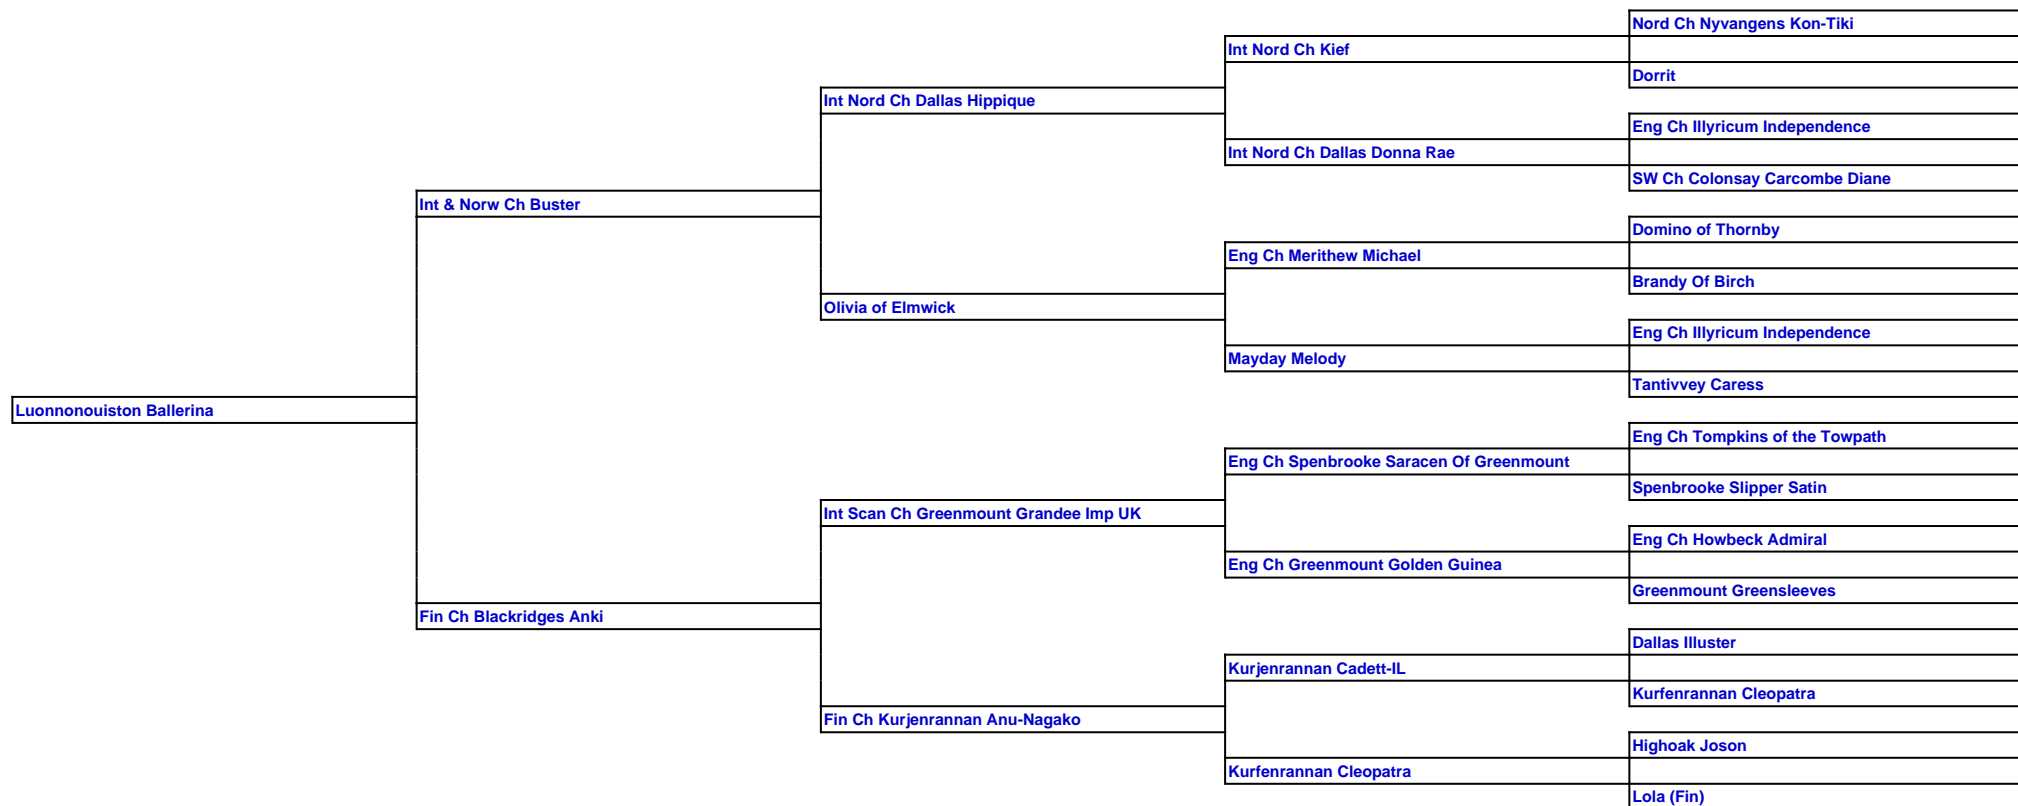 Nord Ch Nyvangens Kon-Tiki
Int Nord Ch Kief
Dorrit
Int Nord Ch Dallas Hippique
Eng Ch Illyricum Independence
Int Nord Ch Dallas Donna Rae
SW Ch Colonsay Carcombe Diane
Int & Norw Ch Buster
Domino of Thornby
Eng Ch Merithew Michael
Brandy Of Birch
Olivia of Elmwick
Eng Ch Illyricum Independence
Mayday Melody
Tantivvey Caress
Luonnonouiston Ballerina
Eng Ch Tompkins of the Towpath
Eng Ch Spenbrooke Saracen Of Greenmount
Spenbrooke Slipper Satin
Int Scan Ch Greenmount Grandee Imp UK
Eng Ch Howbeck Admiral
Eng Ch Greenmount Golden Guinea
Greenmount Greensleeves
Fin Ch Blackridges Anki
Dallas Illuster
Kurjenrannan Cadett-IL
Kurfenrannan Cleopatra
Fin Ch Kurjenrannan Anu-Nagako
Highoak Joson
Kurfenrannan Cleopatra
Lola (Fin)